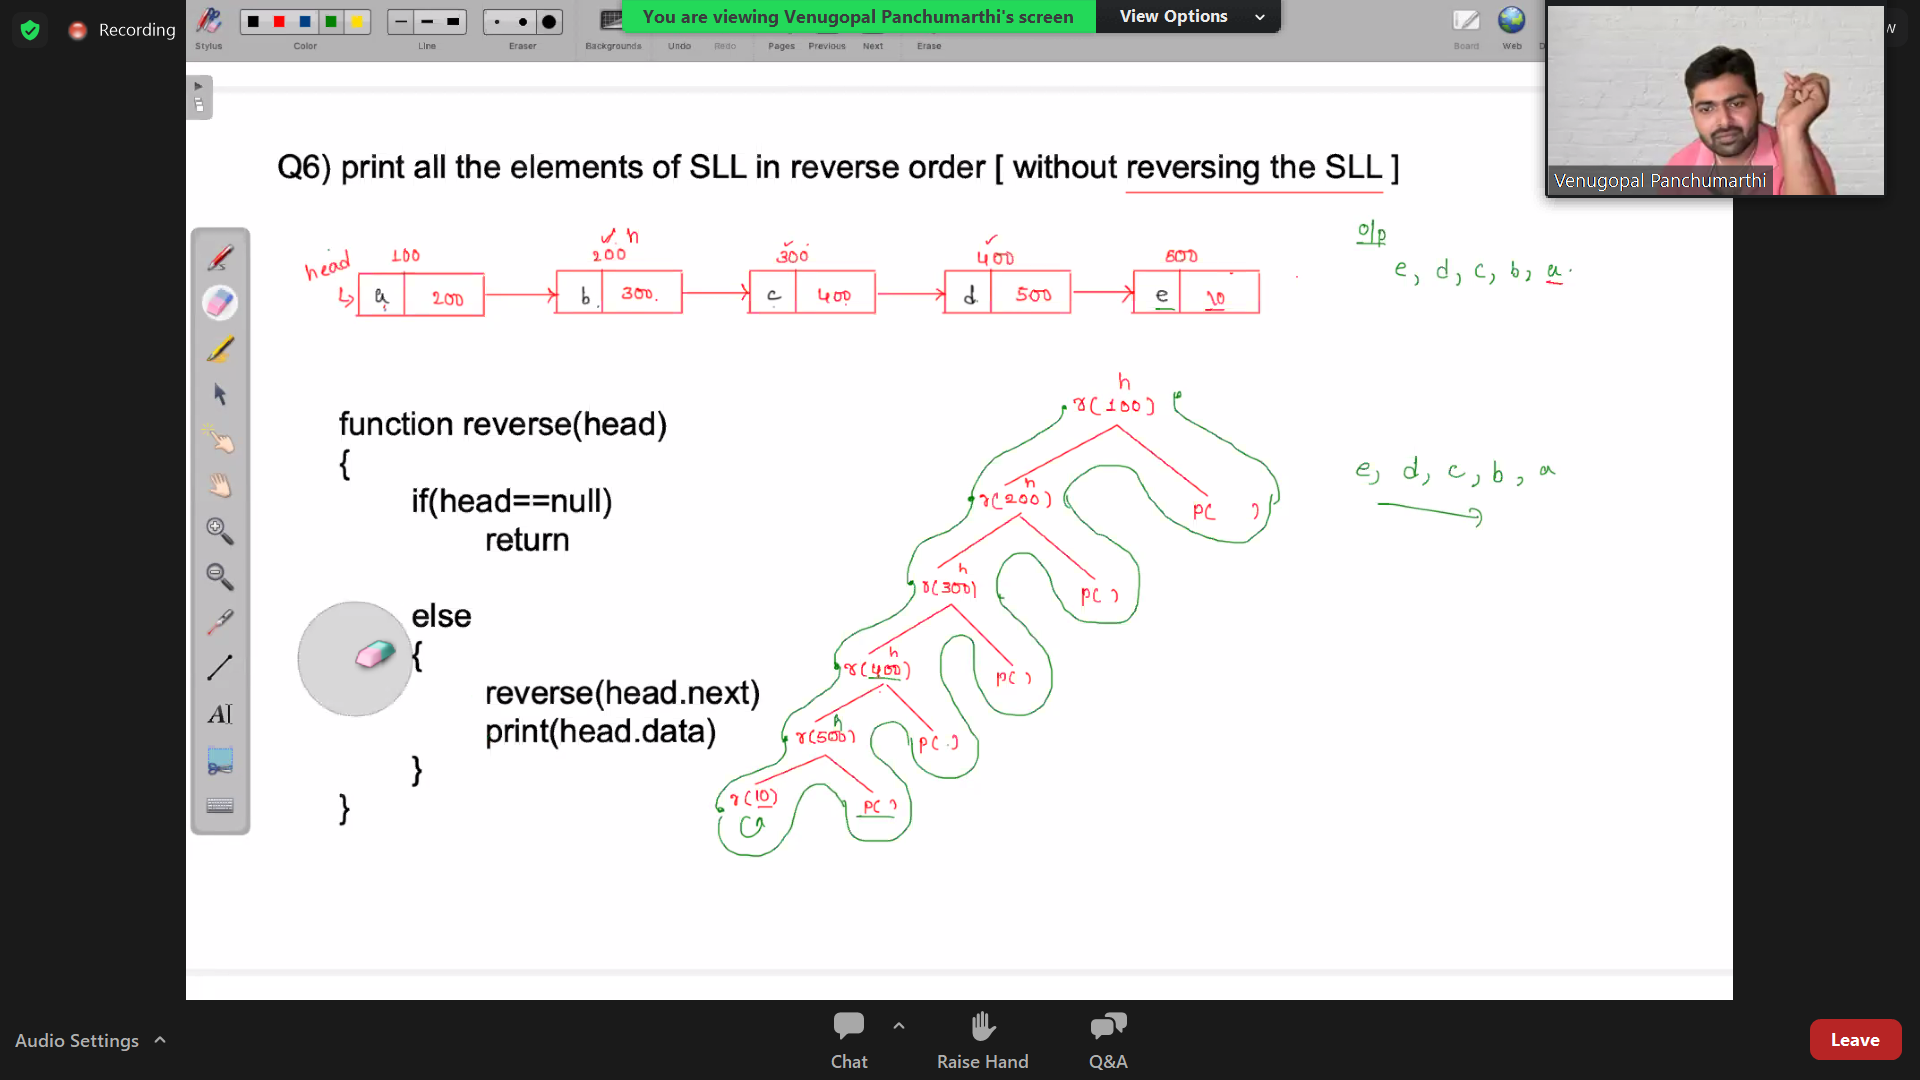 Recording
Stylus
Color
Line
Eraser
Backgrounds
Undo
Redo
Pages
Previous
Next
Erase
You are viewing Venugopal Panchumarthi's screen
View Options
Board
Web
Venugopal Panchumarthi
Q6) print all the elements of SLL in reverse order [ without reversing the SLL ]
o/p
e, d, c, b, a.
head
100
200
h
300
400
500
a 200
b 300
c 400
d 500
e 10
function reverse(head)
{
if(head==null)
return
else
{
reverse(head.next)
print(head.data)
}
}
h
r(100)
h
r(200)
P( )
h
r(300)
P( )
h
r(400)
P( )
h
r(500)
P( )
r(10)
P( )
e, d, c, b, a
AI
Audio Settings
Chat
Raise Hand
Q&A
Leave